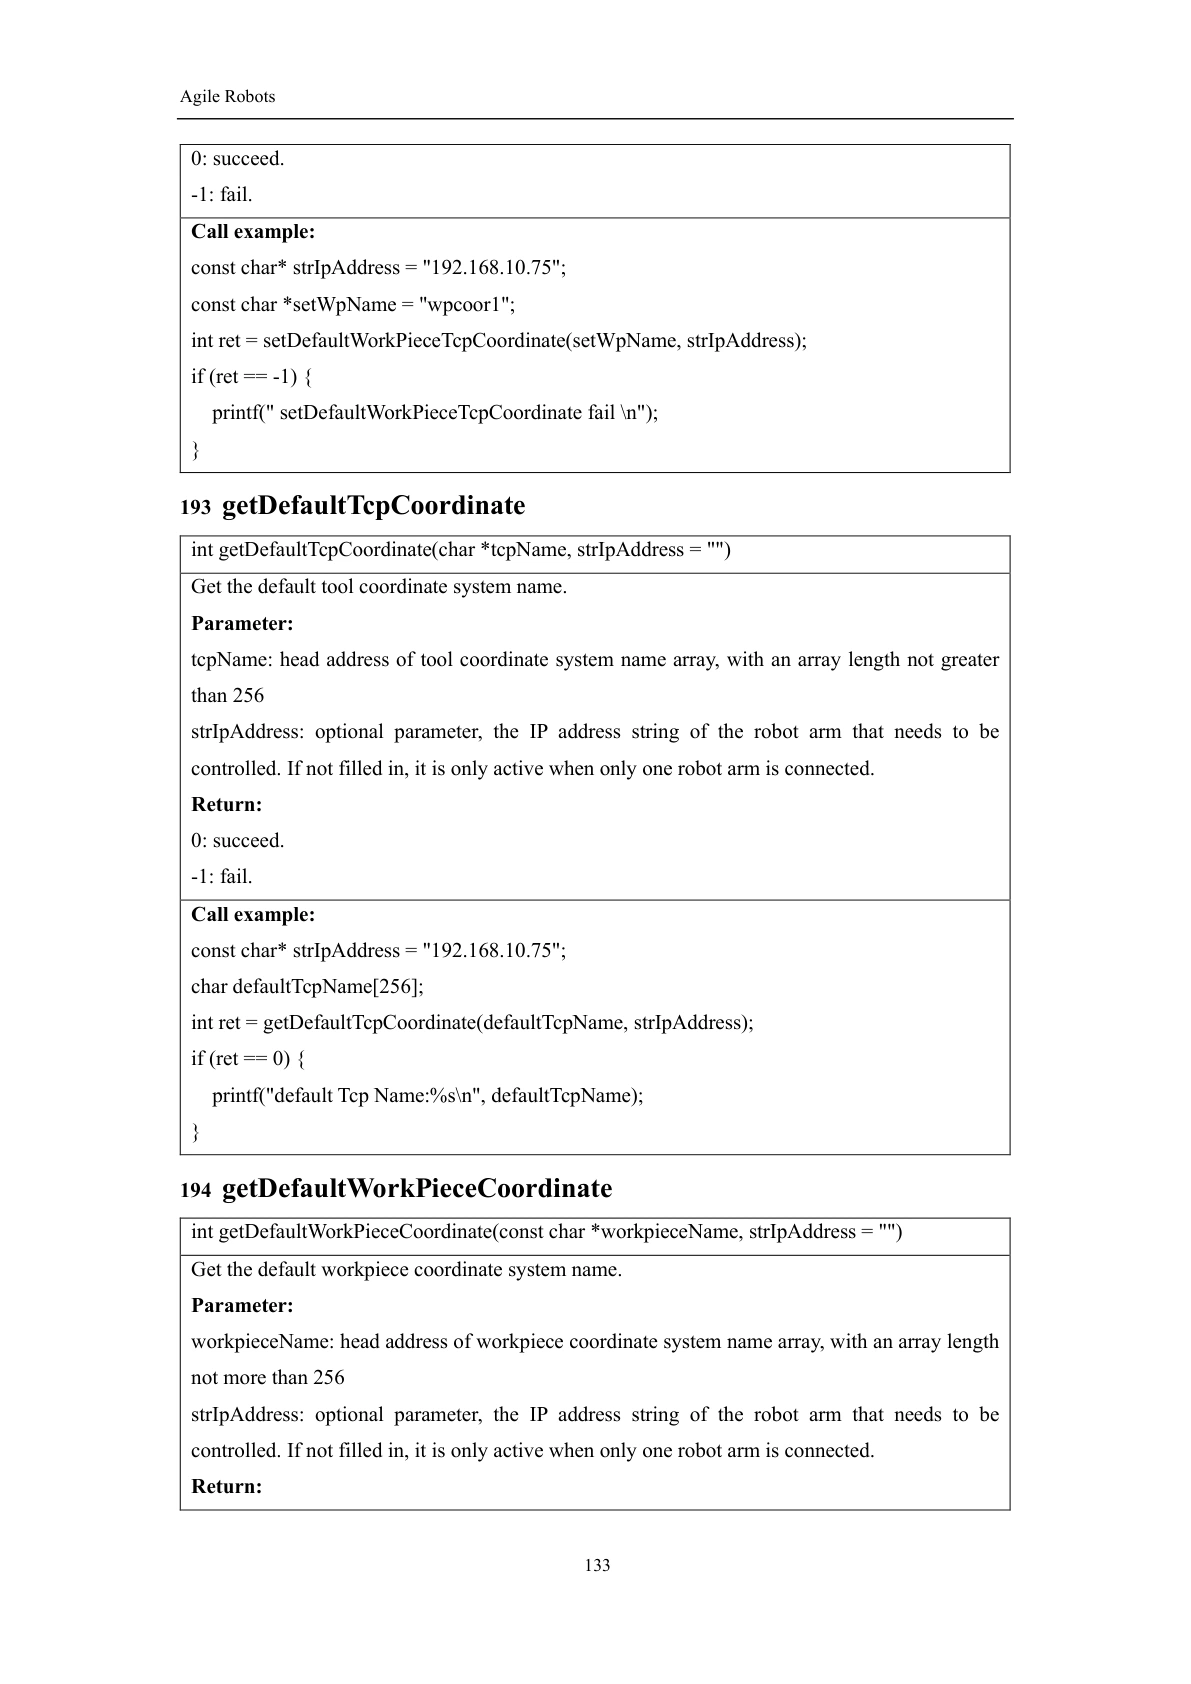 Agile Robots
0: succeed.
-1: fail.
Call example:
const char* strIpAddress = "192.168.10.75";
const char *setWpName = "wpcoor1";
int ret = setDefaultWorkPieceTcpCoordinate(setWpName, strIpAddress);
if (ret == -1) {
printf(" setDefaultWorkPieceTcpCoordinate fail \n");
}
193 getDefaultTcpCoordinate
int getDefaultTcpCoordinate(char *tcpName, strIpAddress = "")
Get the default tool coordinate system name.
Parameter:
tcpName: head address of tool coordinate system name array, with an array length not greater
than 256
strIpAddress: optional parameter, the IP address string of the robot arm that needs to be
controlled. If not filled in, it is only active when only one robot arm is connected.
Return:
0: succeed.
-1: fail.
Call example:
const char* strIpAddress = "192.168.10.75";
char defaultTcpName[256];
int ret = getDefaultTcpCoordinate(defaultTcpName, strIpAddress);
if (ret == 0) {
printf("default Tcp Name:%s\n", defaultTcpName);
}
194 getDefaultWorkPieceCoordinate
int getDefaultWorkPieceCoordinate(const char *workpieceName, strIpAddress = "")
Get the default workpiece coordinate system name.
Parameter:
workpieceName: head address of workpiece coordinate system name array, with an array length
not more than 256
strIpAddress: optional parameter, the IP address string of the robot arm that needs to be
controlled. If not filled in, it is only active when only one robot arm is connected.
Return:
133